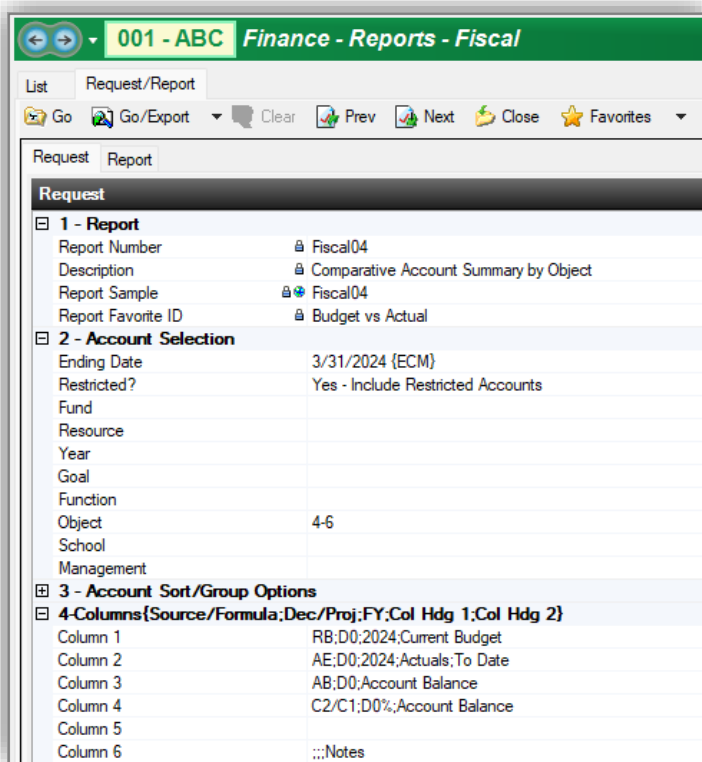 001 - ABC Finance - Reports - Fiscal
List Request/Report
Go Go/Export Clear Prev Next Close Favorites
Request Report
Request
1 - Report
Report Number Fiscal04
Description Comparative Account Summary by Object
Report Sample Fiscal04
Report Favorite ID Budget vs Actual
2 - Account Selection
Ending Date 3/31/2024 {ECM}
Restricted? Yes - Include Restricted Accounts
Fund
Resource
Year
Goal
Function
Object 4-6
School
Management
3 - Account Sort/Group Options
4-Columns{Source/Formula;Dec/Proj;FY;Col Hdg 1;Col Hdg 2}
Column 1 RB;D0;2024;Current Budget
Column 2 AE;D0;2024;Actuals;To Date
Column 3 AB;D0;Account Balance
Column 4 C2/C1;D0%;Account Balance
Column 5
Column 6 ;;;Notes